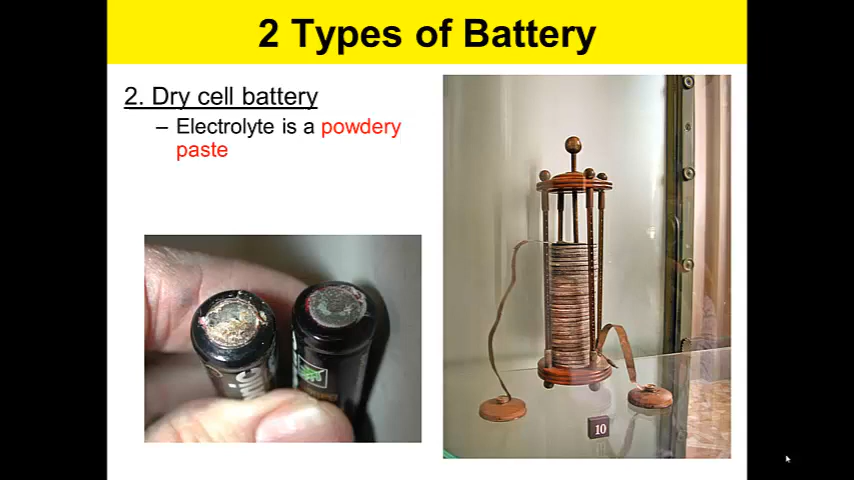 2 Types of Battery
2. Dry cell battery
– Electrolyte is a powdery
paste
10